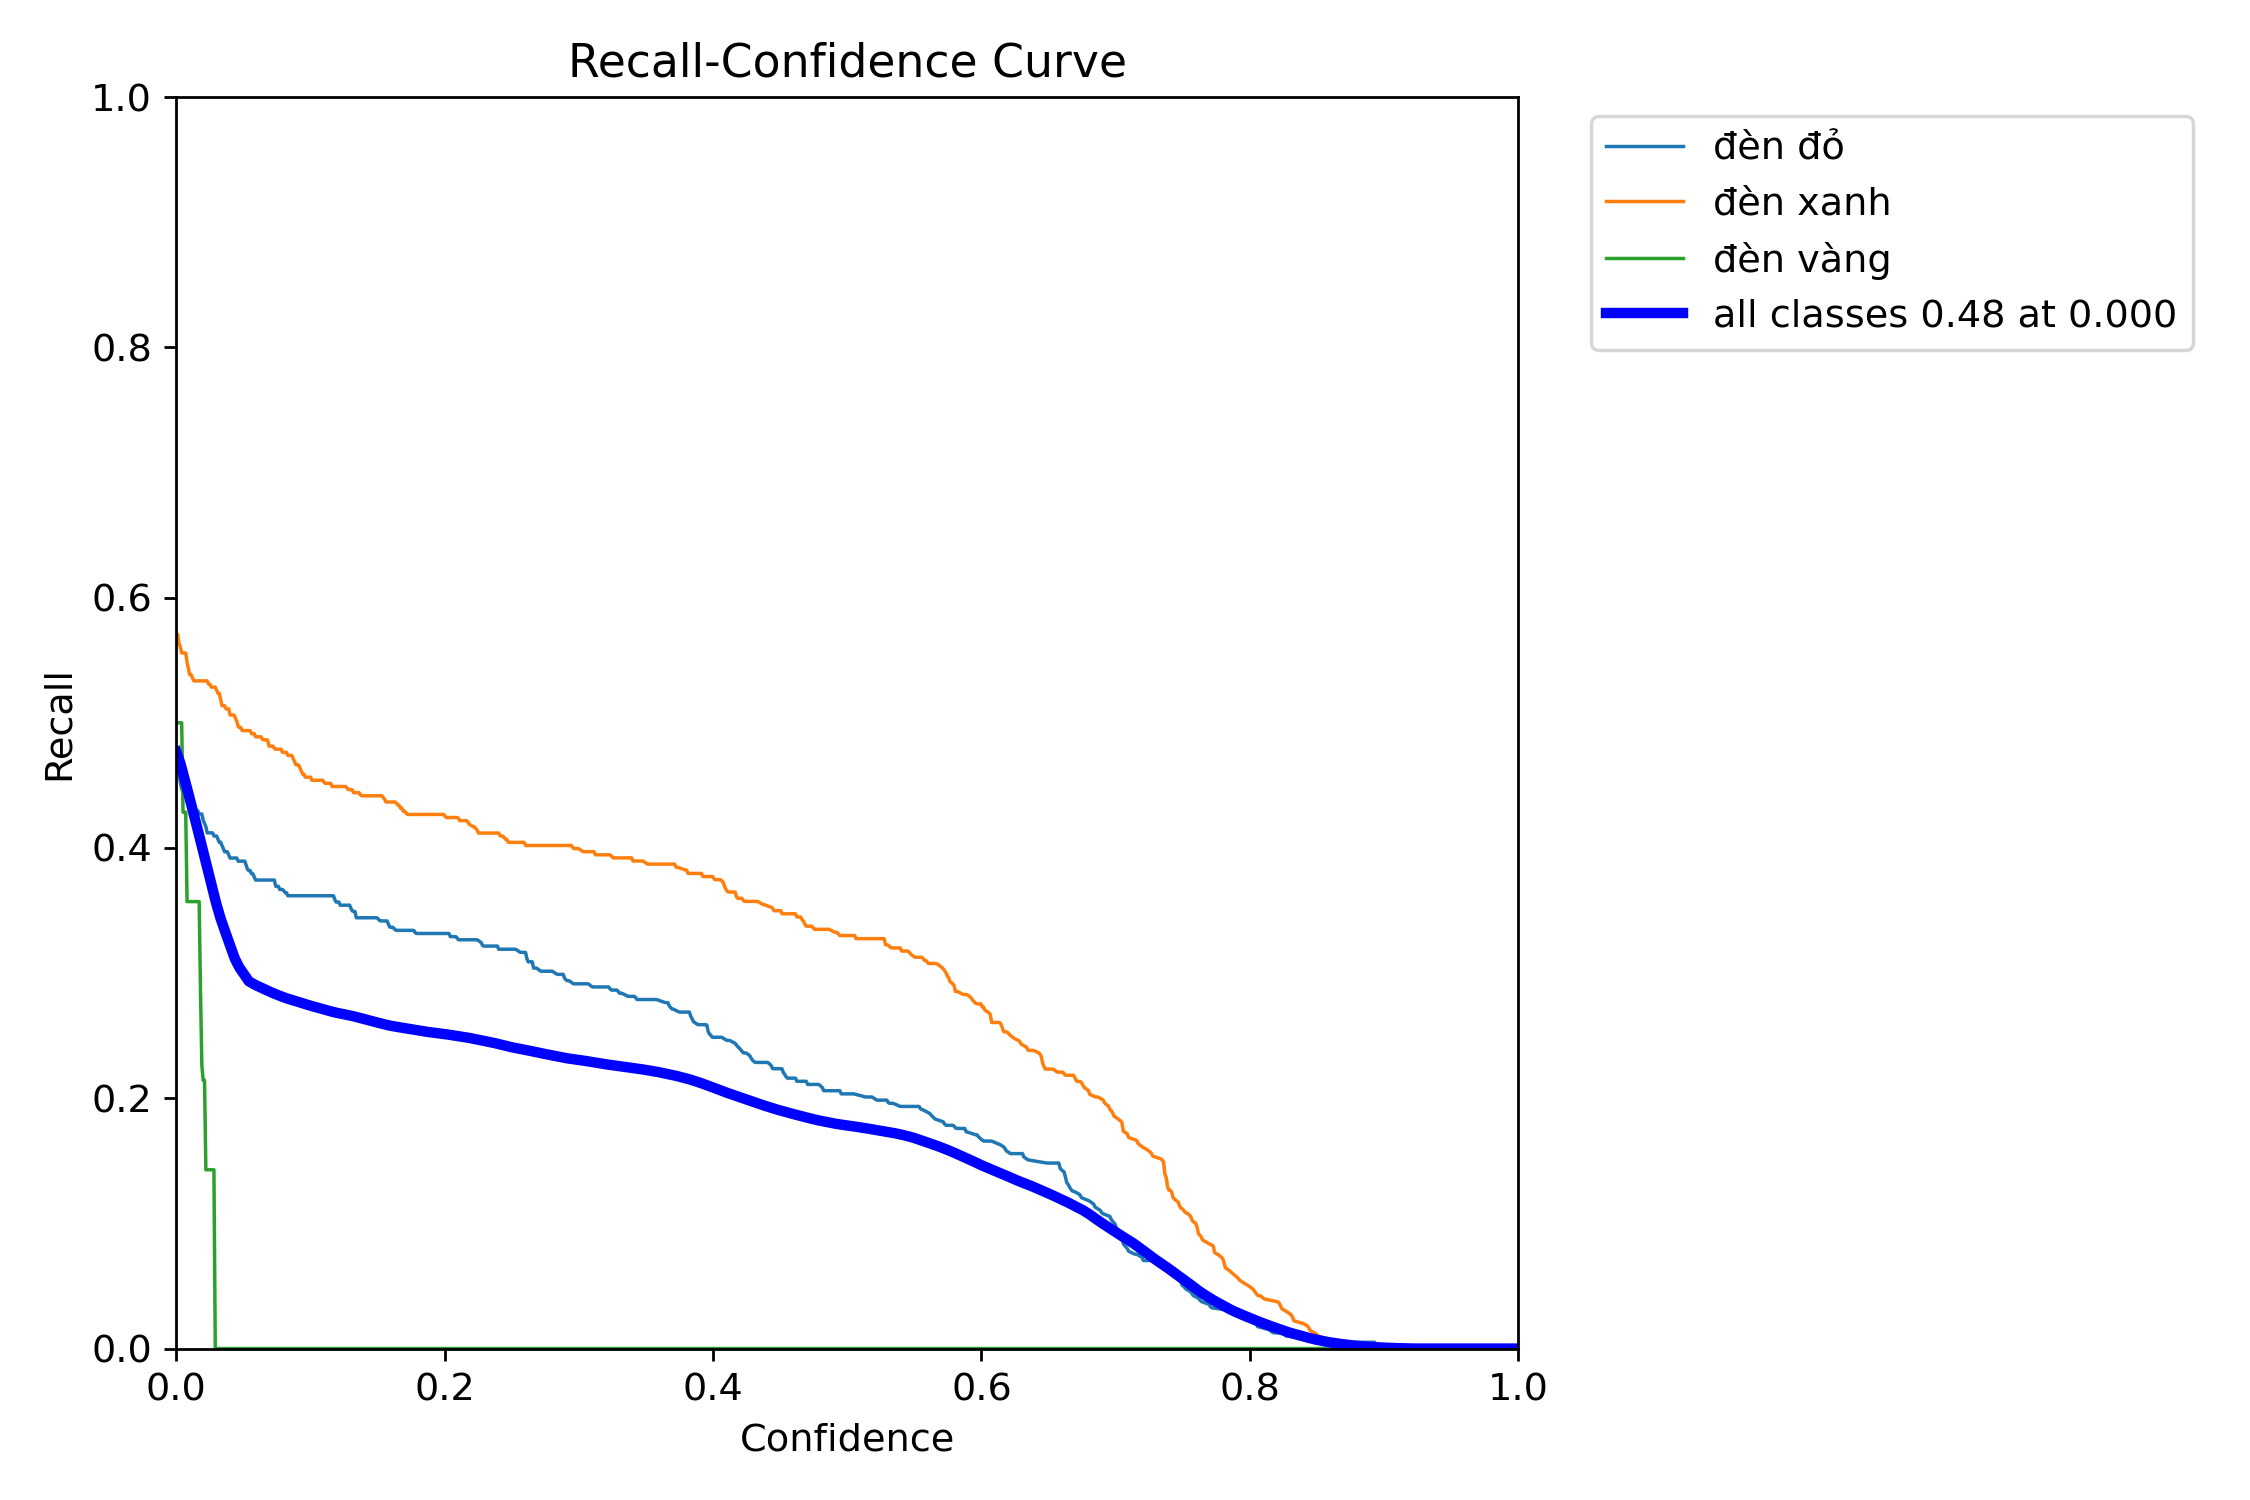 Recall-Confidence Curve
1.0
0.8
0.6
0.4
0.2
0.0
Recall
0.0 0.2 0.4 0.6 0.8 1.0
Confidence
đèn đỏ
đèn xanh
đèn vàng
all classes 0.48 at 0.000